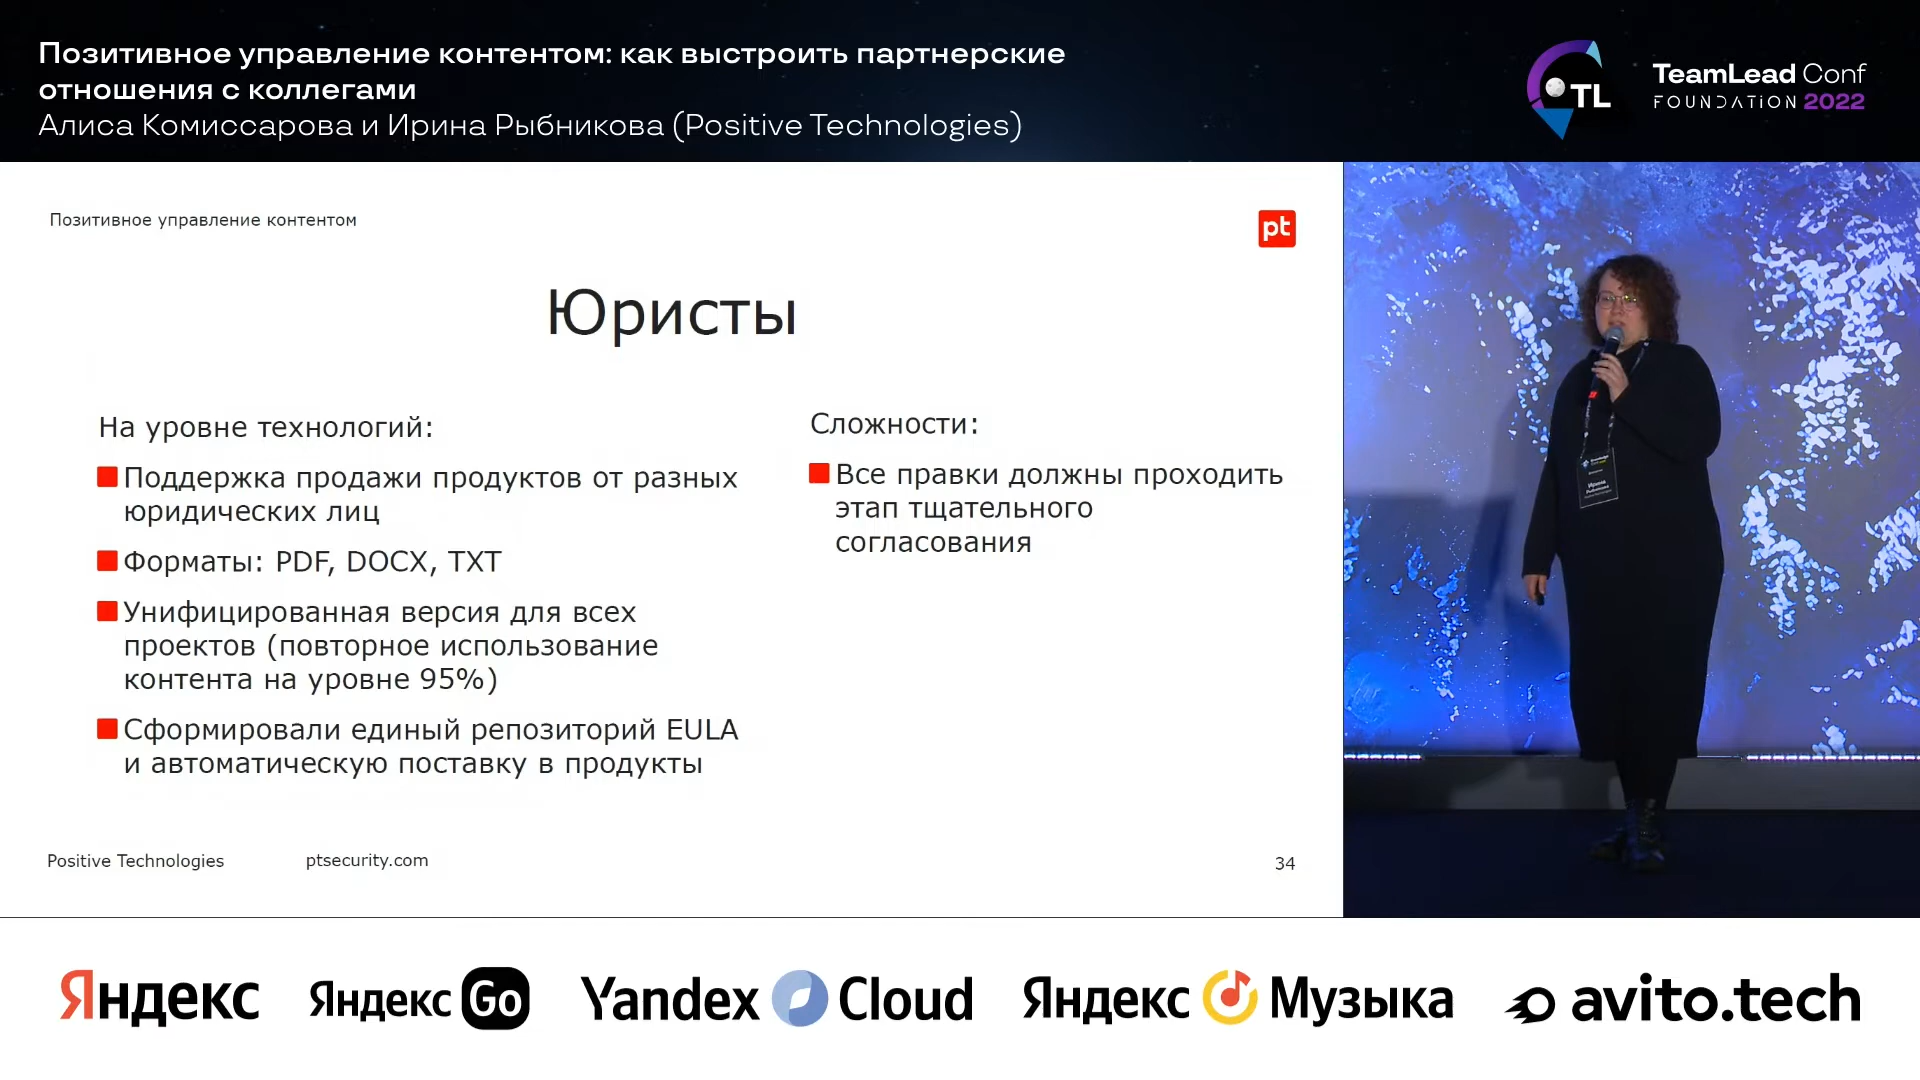 Позитивное управление контентом: как выстроить партнерские
отношения с коллегами
Алиса Комиссарова и Ирина Рыбникова (Positive Technologies)
TL
TeamLead Conf
FOUNDATION 2022
Позитивное управление контентом
pt
Юристы
На уровне технологий:
Поддержка продажи продуктов от разных
юридических лиц
Форматы: PDF, DOCX, TXT
Унифицированная версия для всех
проектов (повторное использование
контента на уровне 95%)
Сформировали единый репозиторий EULA
и автоматическую поставку в продукты
Сложности:
Все правки должны проходить
этап тщательного
согласования
Positive Technologies
ptsecurity.com
34
Ирина
Яндекс
Яндекс Go
Yandex Cloud
Яндекс Музыка
avito.tech